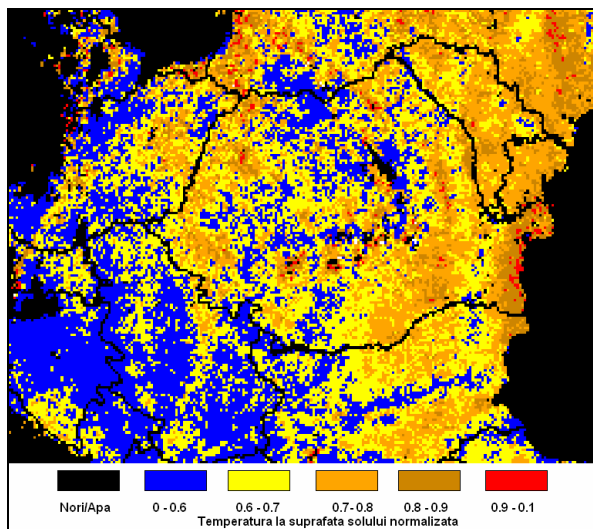 Nori/Apa 0 - 0.6 0.6 - 0.7 0.7 - 0.8 0.8 - 0.9 0.9 - 0.1
Temperatura la suprafata solului normalizata